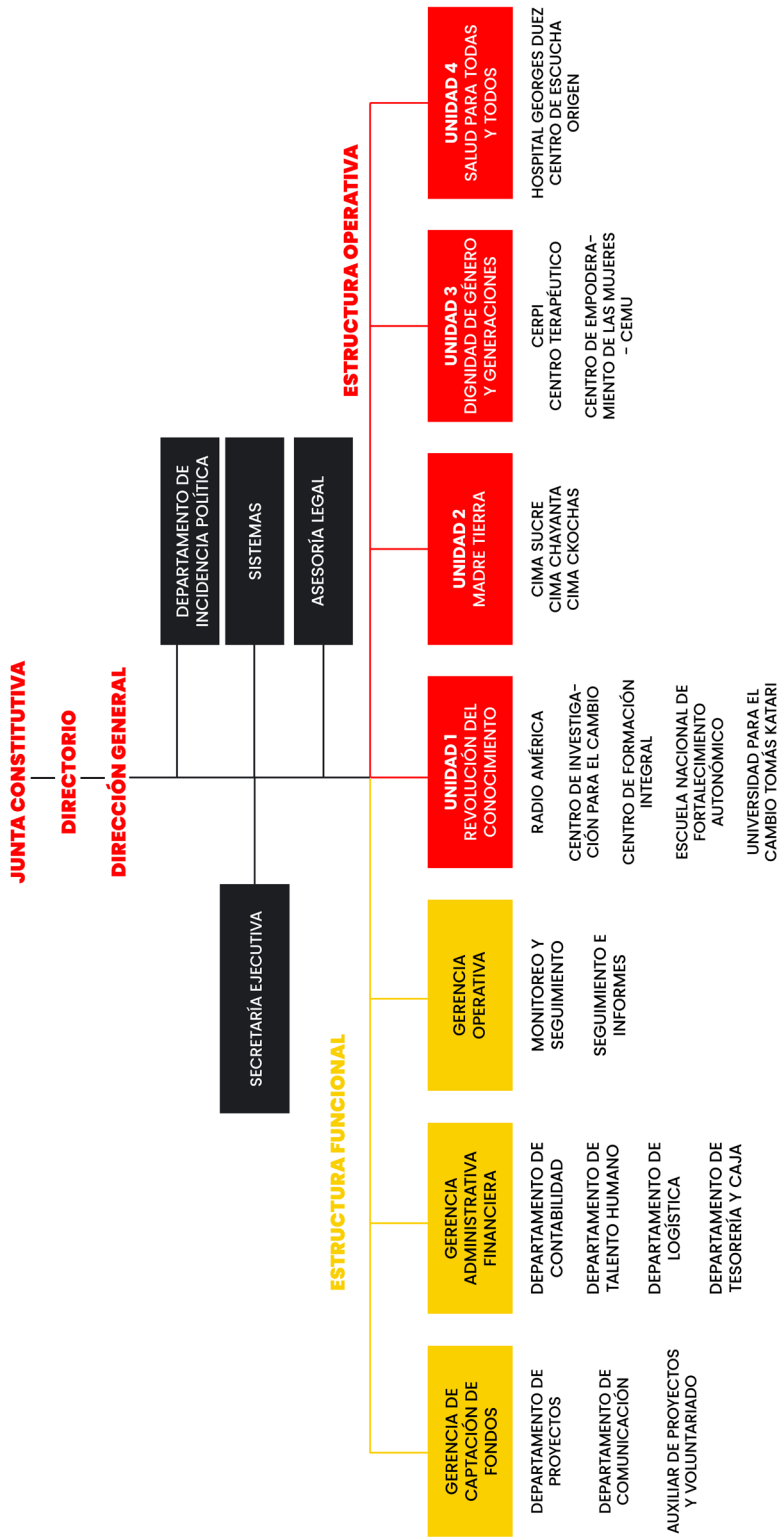 JUNTA CONSTITUTIVA
DIRECTORIO
DIRECCIÓN GENERAL
SECRETARÍA EJECUTIVA
DEPARTAMENTO DE
INCIDENCIA POLÍTICA
SISTEMAS
ASESORÍA LEGAL
ESTRUCTURA FUNCIONAL
ESTRUCTURA OPERATIVA
GERENCIA DE
CAPTACIÓN DE
FONDOS
DEPARTAMENTO DE
PROYECTOS
DEPARTAMENTO DE
COMUNICACIÓN
AUXILIAR DE PROYECTOS
Y VOLUNTARIADO
GERENCIA
ADMINISTRATIVA
FINANCIERA
DEPARTAMENTO DE
CONTABILIDAD
DEPARTAMENTO DE
TALENTO HUMANO
DEPARTAMENTO DE
LOGÍSTICA
DEPARTAMENTO DE
TESORERÍA Y CAJA
GERENCIA
OPERATIVA
MONITOREO Y
SEGUIMIENTO
SEGUIMIENTO E
INFORMES
UNIDAD 1
REVOLUCIÓN DEL
CONOCIMIENTO
RADIO AMÉRICA
CENTRO DE INVESTIGA-
CIÓN PARA EL CAMBIO
CENTRO DE FORMACIÓN
INTEGRAL
ESCUELA NACIONAL DE
FORTALECIMIENTO
AUTONÓMICO
UNIVERSIDAD PARA EL
CAMBIO TOMÁS KATARI
UNIDAD 2
MADRE TIERRA
CIMA SUCRE
CIMA CHAYANTA
CIMA CKOCHAS
UNIDAD 3
DIGNIDAD DE GÉNERO
Y GENERACIONES
CERPI
CENTRO TERAPÉUTICO
CENTRO DE EMPODERA-
MIENTO DE LAS MUJERES
- CEMU
UNIDAD 4
SALUD PARA TODAS
Y TODOS
HOSPITAL GEORGES DUEZ
CENTRO DE ESCUCHA
ORIGEN